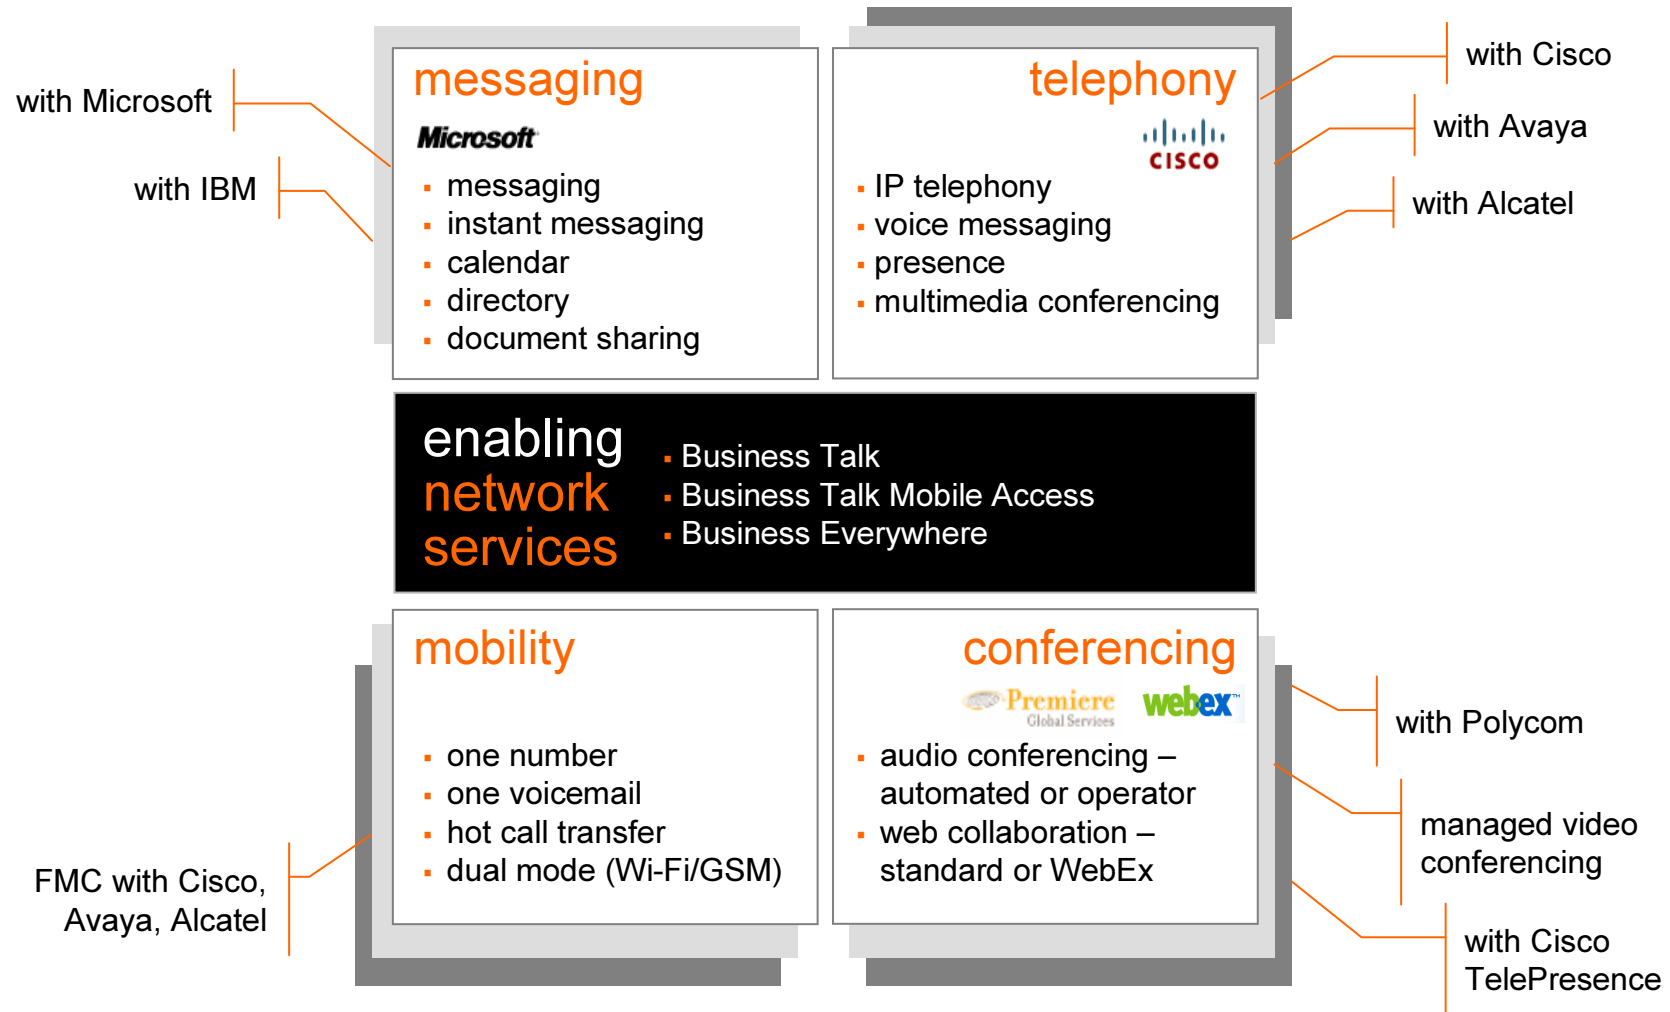 messaging
Microsoft
▪ messaging
▪ instant messaging
▪ calendar
▪ directory
▪ document sharing
with Microsoft
with IBM
telephony
CISCO
▪ IP telephony
▪ voice messaging
▪ presence
▪ multimedia conferencing
with Cisco
with Avaya
with Alcatel
enabling
network
services
▪ Business Talk
▪ Business Talk Mobile Access
▪ Business Everywhere
mobility
▪ one number
▪ one voicemail
▪ hot call transfer
▪ dual mode (Wi-Fi/GSM)
FMC with Cisco,
Avaya, Alcatel
conferencing
Premiere
Global Services
webex™
▪ audio conferencing –
automated or operator
▪ web collaboration –
standard or WebEx
with Polycom
managed video
conferencing
with Cisco
TelePresence